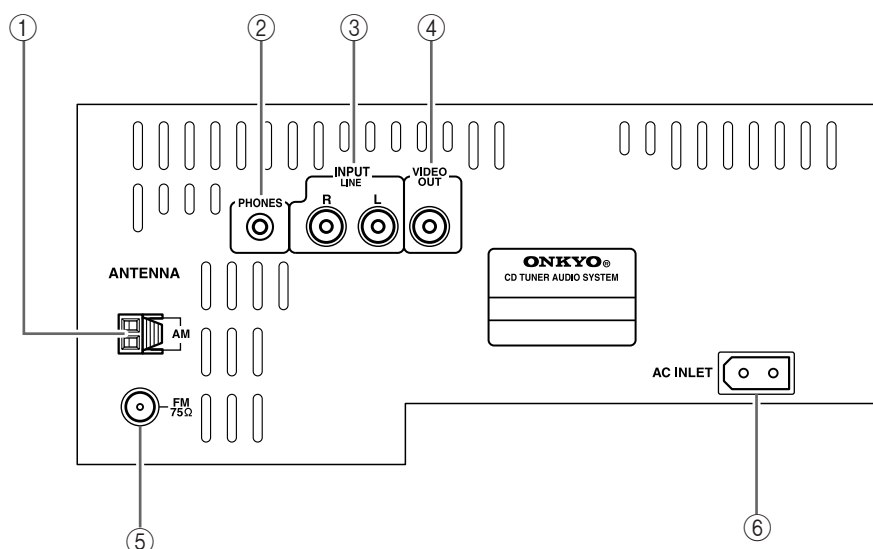 ① ② ③ ④
INPUT
LINE
VIDEO
OUT
PHONES
R L
ANTENNA
ONKYO®
CD TUNER AUDIO SYSTEM
AM
AC INLET
FM
75Ω
⑤ ⑥